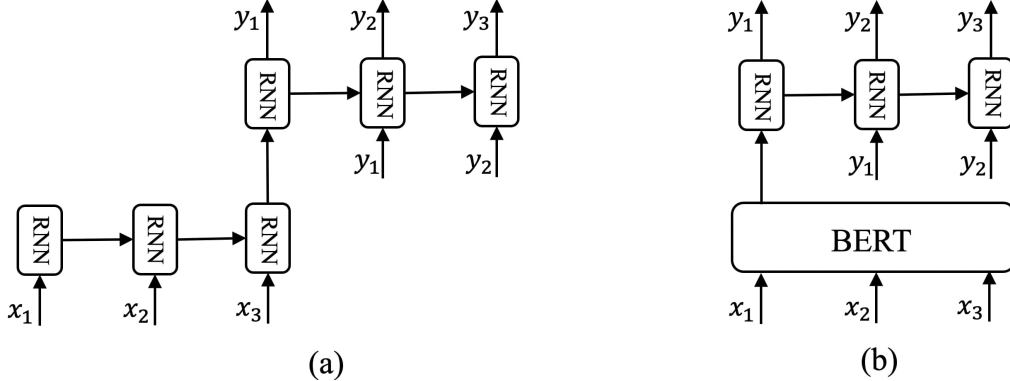 y₁ y₂ y₃ y₁ y₂ y₃
RNN RNN RNN RNN RNN RNN
y₁ y₂ y₁ y₂
RNN RNN RNN BERT
x₁ x₂ x₃ x₁ x₂ x₃
(a) (b)